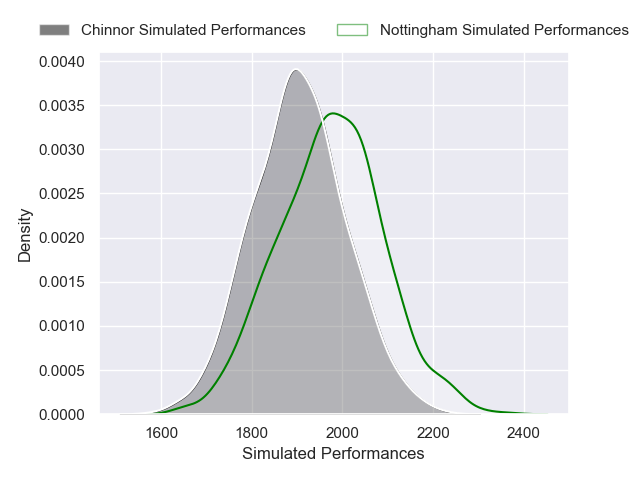 Chinnor Simulated Performances Nottingham Simulated Performances
0.0040
0.0035
0.0030
0.0025
0.0020
0.0015
0.0010
0.0005
0.0000
Density
1600 1800 2000 2200 2400
Simulated Performances